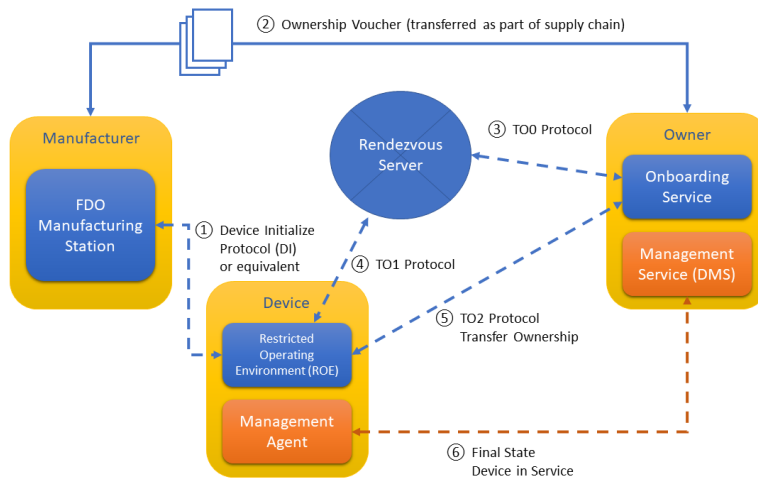 ② Ownership Voucher (transferred as part of supply chain)
Manufacturer
FDO
Manufacturing
Station
Rendezvous
Server
③ TO0 Protocol
Owner
Onboarding
Service
Management
Service (DMS)
① Device Initialize
Protocol (DI)
or equivalent
④ TO1 Protocol
⑤ TO2 Protocol
Transfer Ownership
Device
Restricted
Operating
Environment (ROE)
Management
Agent
⑥ Final State
Device in Service